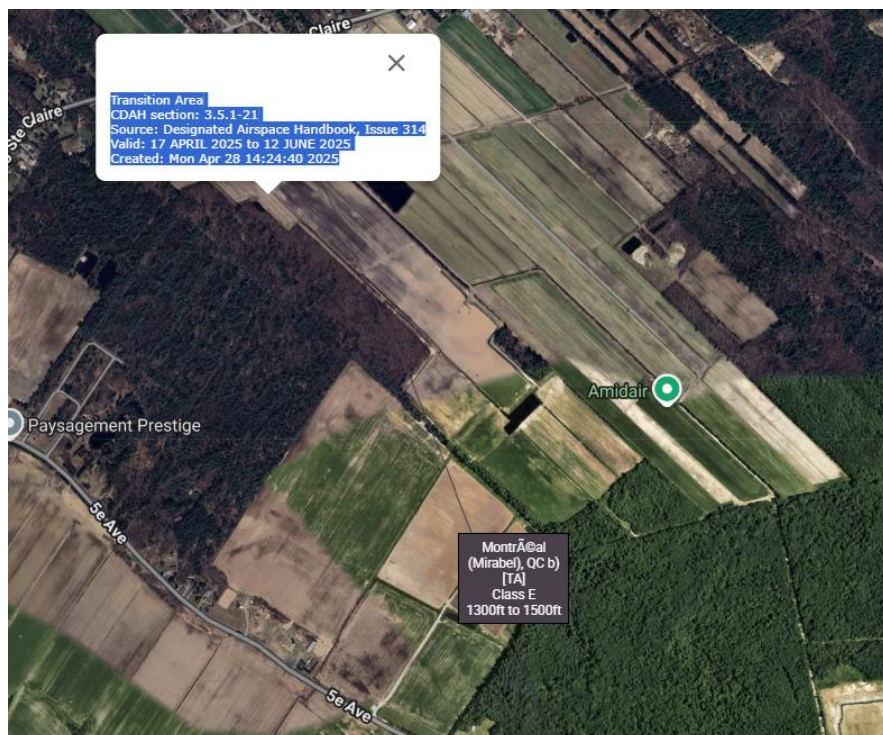 Claire
Ste Claire
Transition Area
CDAH section: 3.5.1-21
Source: Designated Airspace Handbook, Issue 314
Valid: 17 APRIL 2025 to 12 JUNE 2025
Created: Mon Apr 28 14:24:40 2025
Amidair
Paysagement Prestige
5e Ave
MontrÃ©al
(Mirabel), QC b)
[TA]
Class E
1300ft to 1500ft
5e Ave